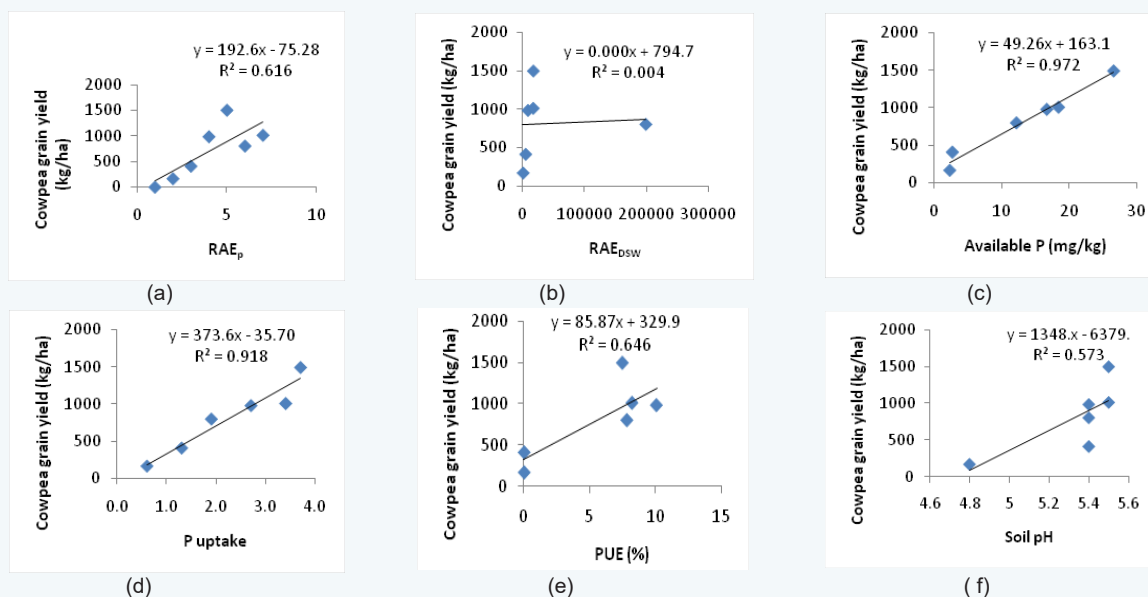 y = 192.6x - 75.28
R² = 0.616
Cowpea grain yield
(kg/ha)
2000
1500
1000
500
0
0
5
10
RAEp
(a)
y = 0.000x + 794.7
R² = 0.004
Cowpea grain yield (kg/ha)
2000
1500
1000
500
0
0
100000
200000
300000
RAEDSW
(b)
y = 49.26x + 163.1
R² = 0.972
Cowpea grain yield (kg/ha)
2000
1500
1000
500
0
0
10
20
30
Available P (mg/kg)
(c)
y = 373.6x - 35.70
R² = 0.918
Cowpea grain yield (kg/ha)
2000
1500
1000
500
0
0.0
1.0
2.0
3.0
4.0
P uptake
(d)
y = 85.87x + 329.9
R² = 0.646
Cowpea grain yield (kg/ha)
2000
1500
1000
500
0
0
5
10
15
PUE (%)
(e)
y = 1348.x - 6379.
R² = 0.573
Cowpea grain yield (kg/ha)
2000
1500
1000
500
0
4.6
4.8
5
5.2
5.4
5.6
Soil pH
( f)